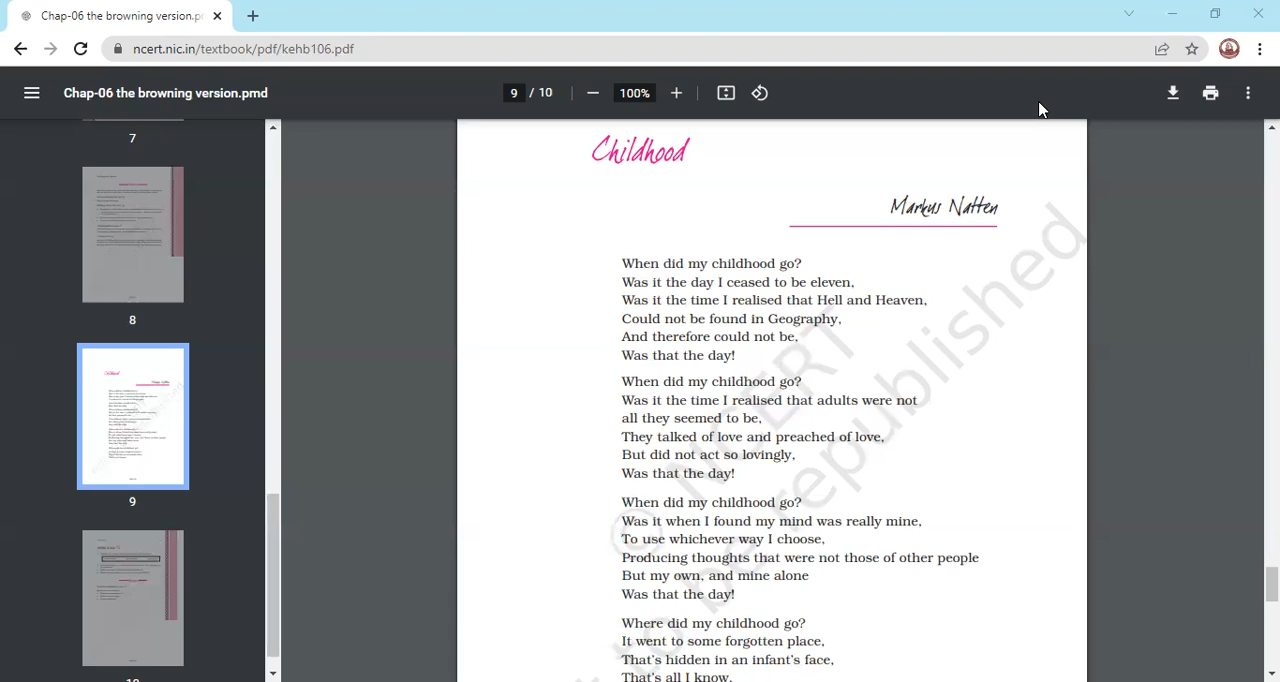 Chap-06 the browning version.p
ncert.nic.in/textbook/pdf/kehb106.pdf
Chap-06 the browning version.pmd
9 / 10
100%
7
8
9
10
Childhood
Markus Natten
When did my childhood go?
Was it the day I ceased to be eleven,
Was it the time I realised that Hell and Heaven,
Could not be found in Geography,
And therefore could not be,
Was that the day!
When did my childhood go?
Was it the time I realised that adults were not
all they seemed to be,
They talked of love and preached of love,
But did not act so lovingly,
Was that the day!
When did my childhood go?
Was it when I found my mind was really mine,
To use whichever way I choose,
Producing thoughts that were not those of other people
But my own, and mine alone
Was that the day!
Where did my childhood go?
It went to some forgotten place,
That's hidden in an infant's face,
That's all I know.
© NCERT
not to be republished